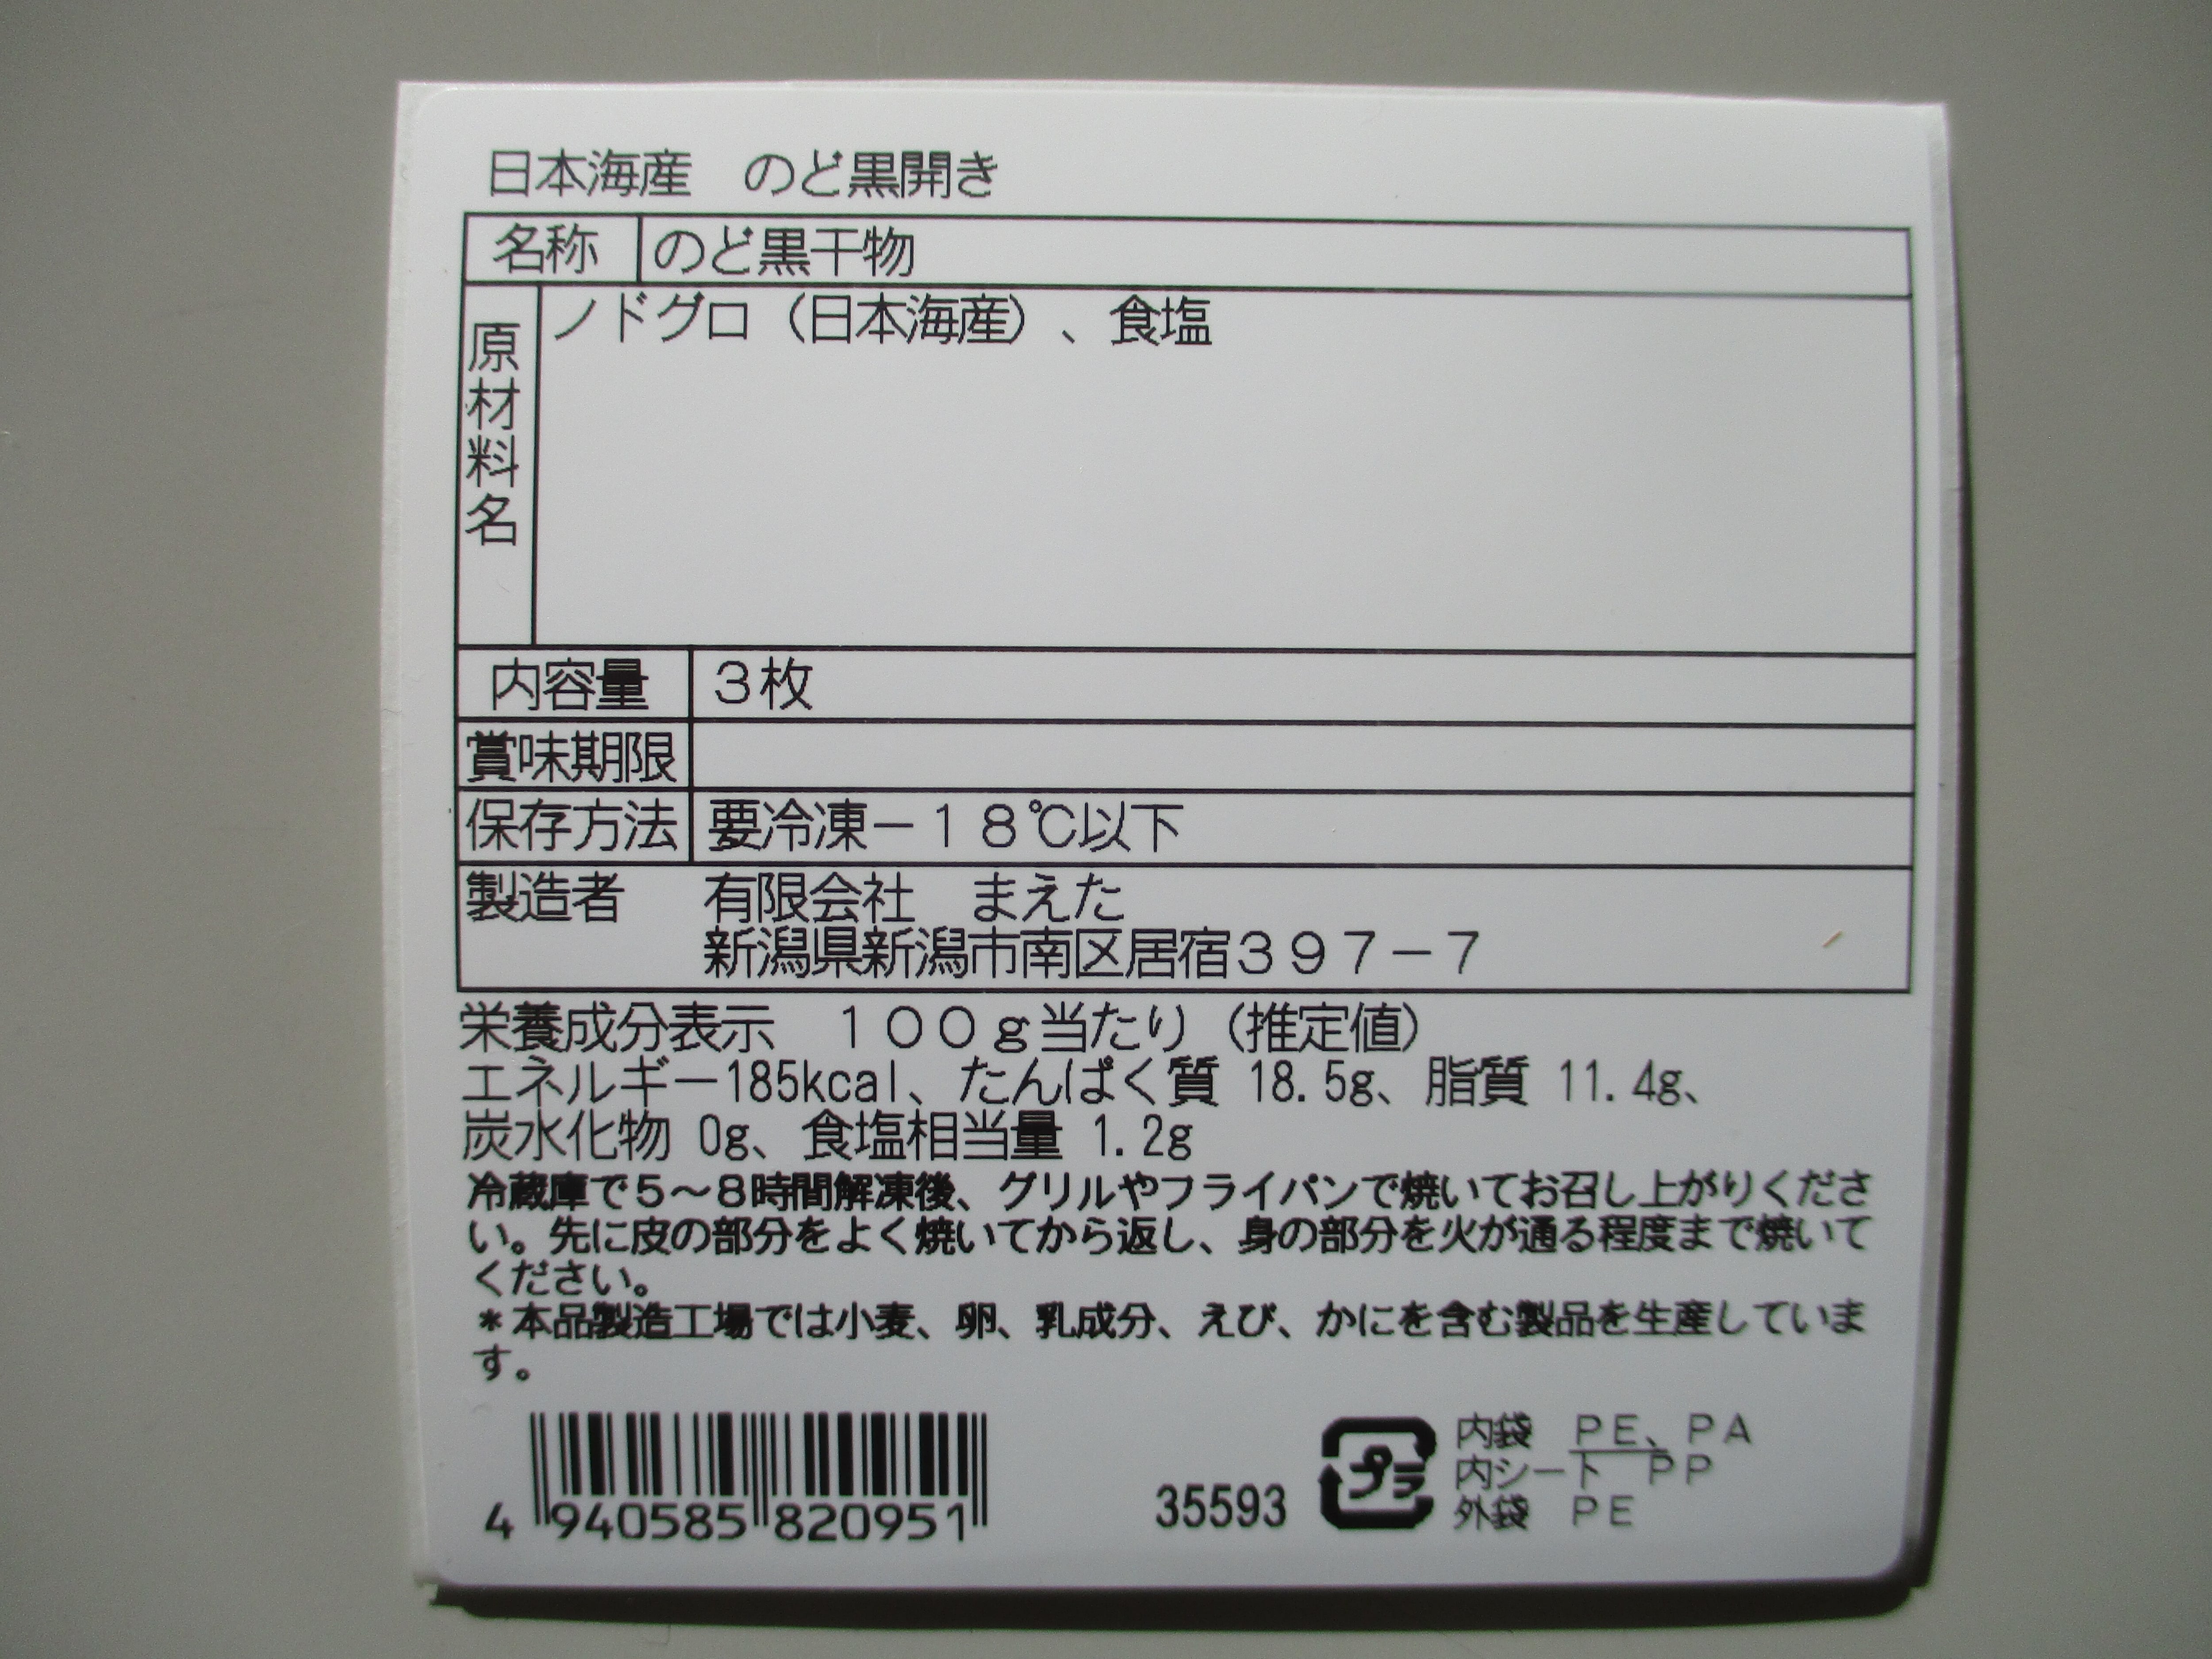 日本海産　のど黒開き
名称　のど黒干物
原材料名　ノドグロ（日本海産）、食塩
内容量　３枚
賞味期限
保存方法　要冷凍－１８℃以下
製造者　有限会社　まえた
新潟県新潟市南区居宿３９７－７
栄養成分表示　１００ｇ当たり（推定値）
エネルギー185kcal、たんぱく質 18.5g、脂質 11.4g、
炭水化物 0g、食塩相当量 1.2g
冷蔵庫で５～８時間解凍後、グリルやフライパンで焼いてお召し上がりくださ
い。先に皮の部分をよく焼いてから返し、身の部分を火が通る程度まで焼いて
ください。
＊本品製造工場では小麦、卵、乳成分、えび、かにを含む製品を生産していま
す。
4 940585 820951
35593
プラ
内袋　ＰＥ、ＰＡ
内シート　ＰＰ
外袋　ＰＥ